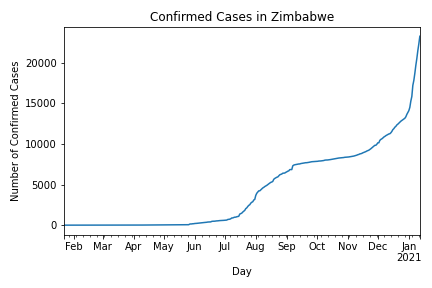 Confirmed Cases in Zimbabwe
Number of Confirmed Cases
20000
15000
10000
5000
0
Feb Mar Apr May Jun Jul Aug Sep Oct Nov Dec Jan
2021
Day